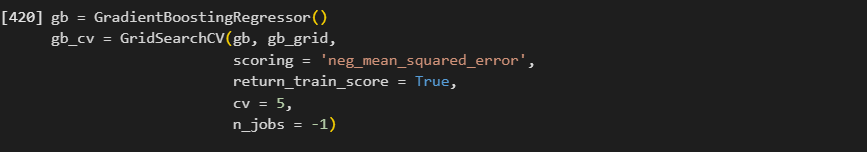 [420] gb = GradientBoostingRegressor()
gb_cv = GridSearchCV(gb, gb_grid,
scoring = 'neg_mean_squared_error',
return_train_score = True,
cv = 5,
n_jobs = -1)